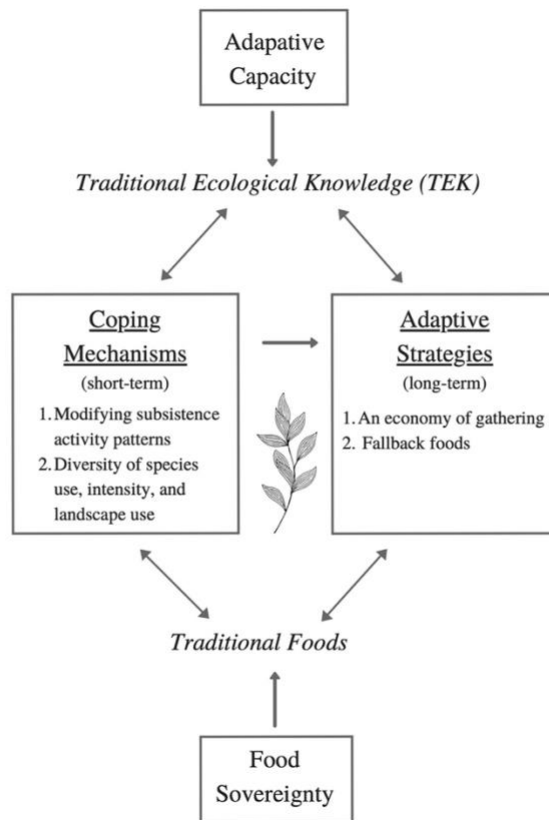 Adapative
Capacity
Traditional Ecological Knowledge (TEK)
Coping
Mechanisms
(short-term)
1. Modifying subsistence
activity patterns
2. Diversity of species
use, intensity, and
landscape use
Adaptive
Strategies
(long-term)
1. An economy of gathering
2. Fallback foods
Traditional Foods
Food
Sovereignty